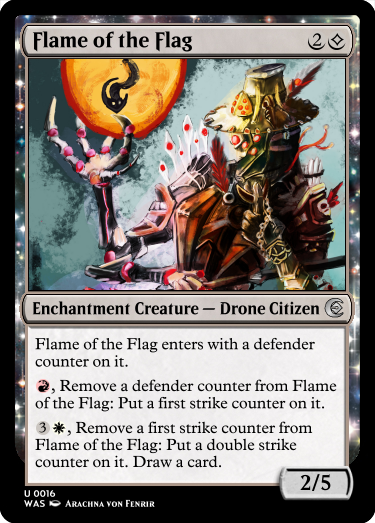 Flame of the Flag 2
Enchantment Creature — Drone Citizen
Flame of the Flag enters with a defender
counter on it.
, Remove a defender counter from Flame
of the Flag: Put a first strike counter on it.
3 , Remove a first strike counter from
Flame of the Flag: Put a double strike
counter on it. Draw a card.
2/5
U 0016
WAS Arachna von Fenrir